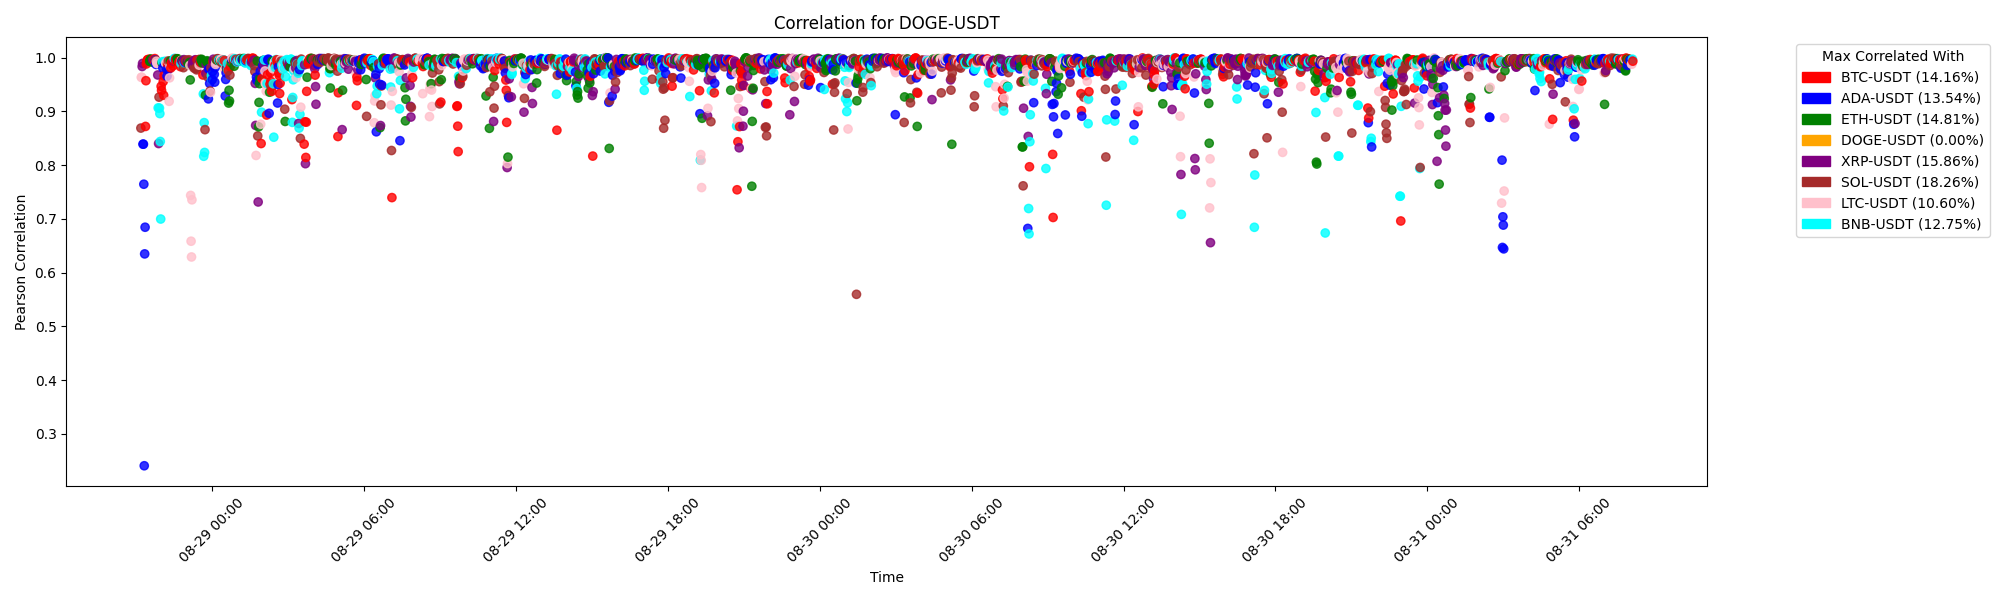 Correlation for DOGE-USDT
Pearson Correlation
1.0
0.9
0.8
0.7
0.6
0.5
0.4
0.3
08-29 00:00
08-29 06:00
08-29 12:00
08-29 18:00
08-30 00:00
08-30 06:00
08-30 12:00
08-30 18:00
08-31 00:00
08-31 06:00
Time
Max Correlated With
BTC-USDT (14.16%)
ADA-USDT (13.54%)
ETH-USDT (14.81%)
DOGE-USDT (0.00%)
XRP-USDT (15.86%)
SOL-USDT (18.26%)
LTC-USDT (10.60%)
BNB-USDT (12.75%)